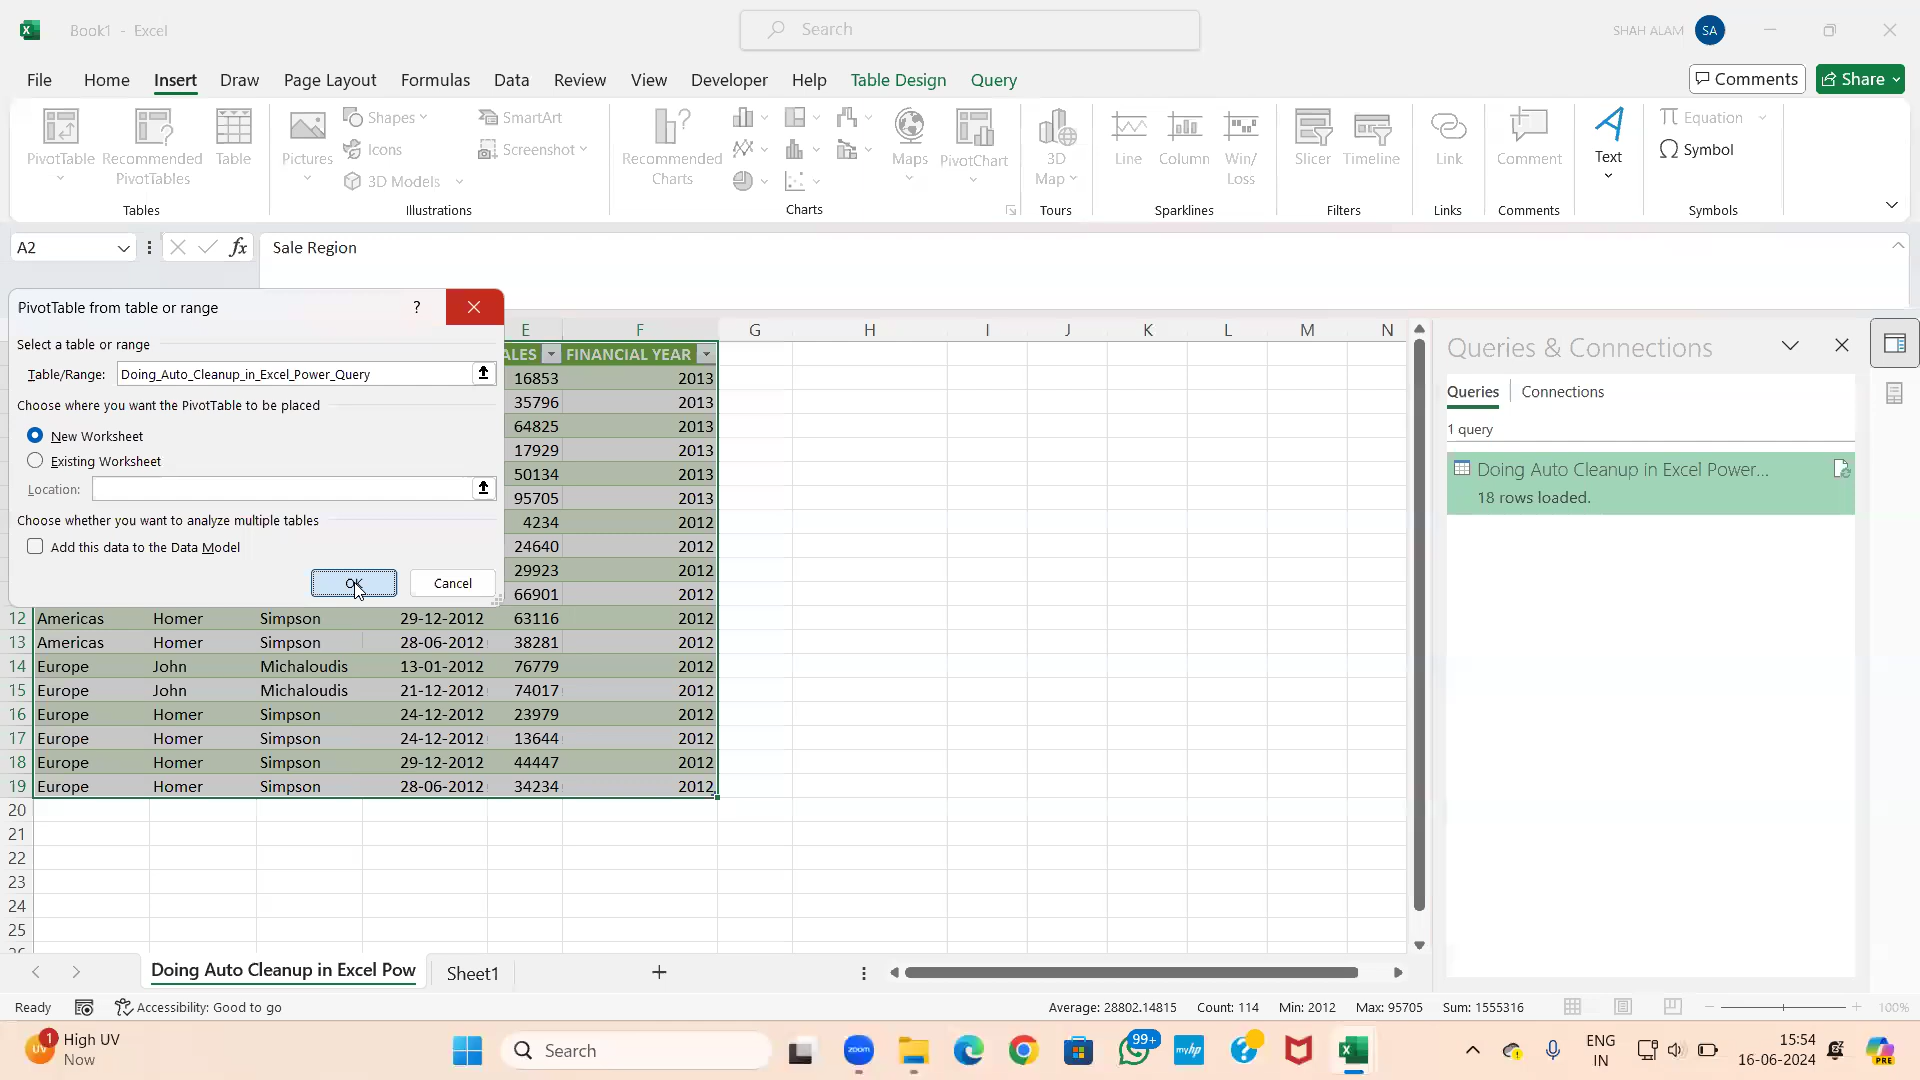 Book1 - Excel
Search
SHAH ALAM SA
File Home Insert Draw Page Layout Formulas Data Review View Developer Help Table Design Query
Comments Share
PivotTable Recommended PivotTables Table
Pictures Shapes Icons 3D Models SmartArt Screenshot
Recommended Charts Maps PivotChart 3D Map
Line Column Win/Loss Slicer Timeline Link Comment Text Equation Symbol
Tables Illustrations Charts Tours Sparklines Filters Links Comments Symbols
A2 fx Sale Region
PivotTable from table or range ?
Select a table or range
Table/Range: Doing_Auto_Cleanup_in_Excel_Power_Query
Choose where you want the PivotTable to be placed
New Worksheet
Existing Worksheet
Location:
Choose whether you want to analyze multiple tables
Add this data to the Data Model
OK Cancel
E F G H I J K L M N
ALES FINANCIAL YEAR
16853 2013
35796 2013
64825 2013
17929 2013
50134 2013
95705 2013
4234 2012
24640 2012
29923 2012
66901 2012
12 Americas Homer Simpson 29-12-2012 63116 2012
13 Americas Homer Simpson 28-06-2012 38281 2012
14 Europe John Michaloudis 13-01-2012 76779 2012
15 Europe John Michaloudis 21-12-2012 74017 2012
16 Europe Homer Simpson 24-12-2012 23979 2012
17 Europe Homer Simpson 24-12-2012 13644 2012
18 Europe Homer Simpson 29-12-2012 44447 2012
19 Europe Homer Simpson 28-06-2012 34234 2012
20
21
22
23
24
25
Queries & Connections
Queries Connections
1 query
Doing Auto Cleanup in Excel Power...
18 rows loaded.
Doing Auto Cleanup in Excel Pow Sheet1
Ready Accessibility: Good to go
Average: 28802.14815 Count: 114 Min: 2012 Max: 95705 Sum: 1555316 100%
1 UV High UV
Now
Search
zoom 99+ myhp
ENG
IN
15:54
16-06-2024
PRE